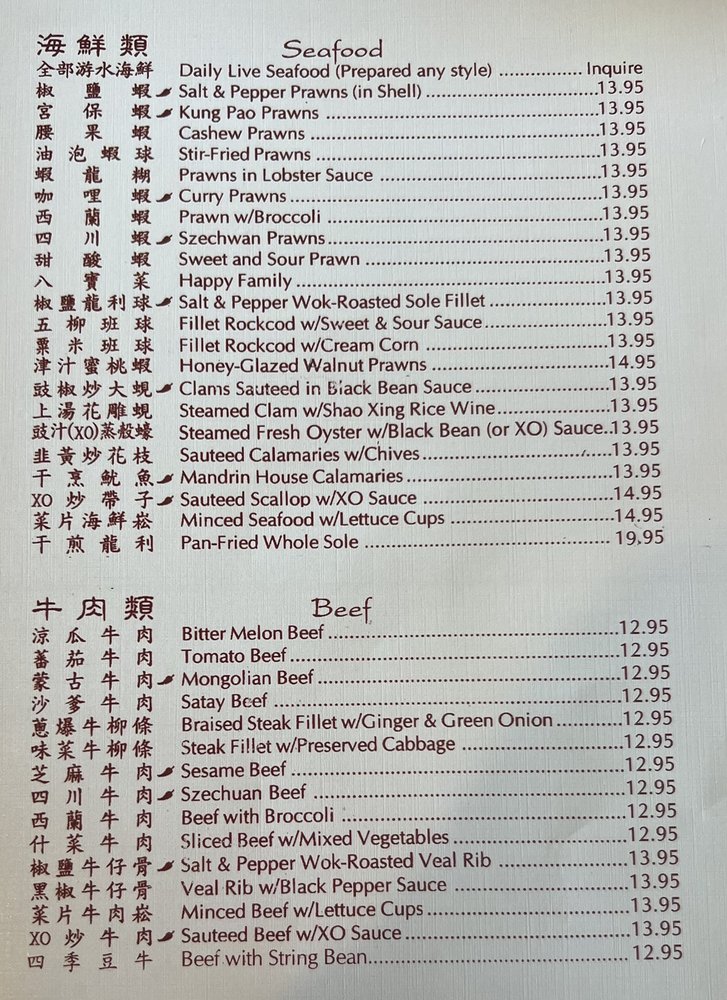 海鮮類 Seafood
全部游水海鮮 Daily Live Seafood (Prepared any style) ................ Inquire
椒鹽蝦 Salt & Pepper Prawns (in Shell) ................ 13.95
宮保蝦 Kung Pao Prawns ................ 13.95
腰果蝦 Cashew Prawns ................ 13.95
油泡蝦球 Stir-Fried Prawns ................ 13.95
蝦龍糊 Prawns in Lobster Sauce ................ 13.95
咖哩蝦 Curry Prawns ................ 13.95
西蘭蝦 Prawn w/Broccoli ................ 13.95
四川蝦 Szechwan Prawns ................ 13.95
甜酸蝦 Sweet and Sour Prawn ................ 13.95
八寶菜 Happy Family ................ 13.95
椒鹽龍利球 Salt & Pepper Wok-Roasted Sole Fillet ................ 13.95
五柳班球 Fillet Rockcod w/Sweet & Sour Sauce ................ 13.95
粟米班球 Fillet Rockcod w/Cream Corn ................ 13.95
津汁蜜桃蝦 Honey-Glazed Walnut Prawns ................ 14.95
豉椒炒大蜆 Clams Sauteed in Black Bean Sauce ................ 13.95
上湯花雕蜆 Steamed Clam w/Shao Xing Rice Wine ................ 13.95
豉汁(XO)蒸殼蠔 Steamed Fresh Oyster w/Black Bean (or XO) Sauce..13.95
韭黃炒花枝 Sauteed Calamaries w/Chives ................ 13.95
干烹魷魚 Mandrin House Calamaries ................ 13.95
XO炒帶子 Sauteed Scallop w/XO Sauce ................ 14.95
菜片海鮮崧 Minced Seafood w/Lettuce Cups ................ 14.95
干煎龍利 Pan-Fried Whole Sole ................ 19.95
牛肉類 Beef
涼瓜牛肉 Bitter Melon Beef ................ 12.95
蕃茄牛肉 Tomato Beef ................ 12.95
蒙古牛肉 Mongolian Beef ................ 12.95
沙爹牛肉 Satay Beef ................ 12.95
蔥爆牛柳條 Braised Steak Fillet w/Ginger & Green Onion ................ 12.95
味菜牛柳條 Steak Fillet w/Preserved Cabbage ................ 12.95
芝麻牛肉 Sesame Beef ................ 12.95
四川牛肉 Szechuan Beef ................ 12.95
西蘭牛肉 Beef with Broccoli ................ 12.95
什菜牛肉 Sliced Beef w/Mixed Vegetables ................ 12.95
椒鹽牛仔骨 Salt & Pepper Wok-Roasted Veal Rib ................ 13.95
黑椒牛仔骨 Veal Rib w/Black Pepper Sauce ................ 13.95
菜片牛肉崧 Minced Beef w/Lettuce Cups ................ 13.95
XO炒牛肉 Sauteed Beef w/XO Sauce ................ 13.95
四季豆牛 Beef with String Bean ................ 12.95